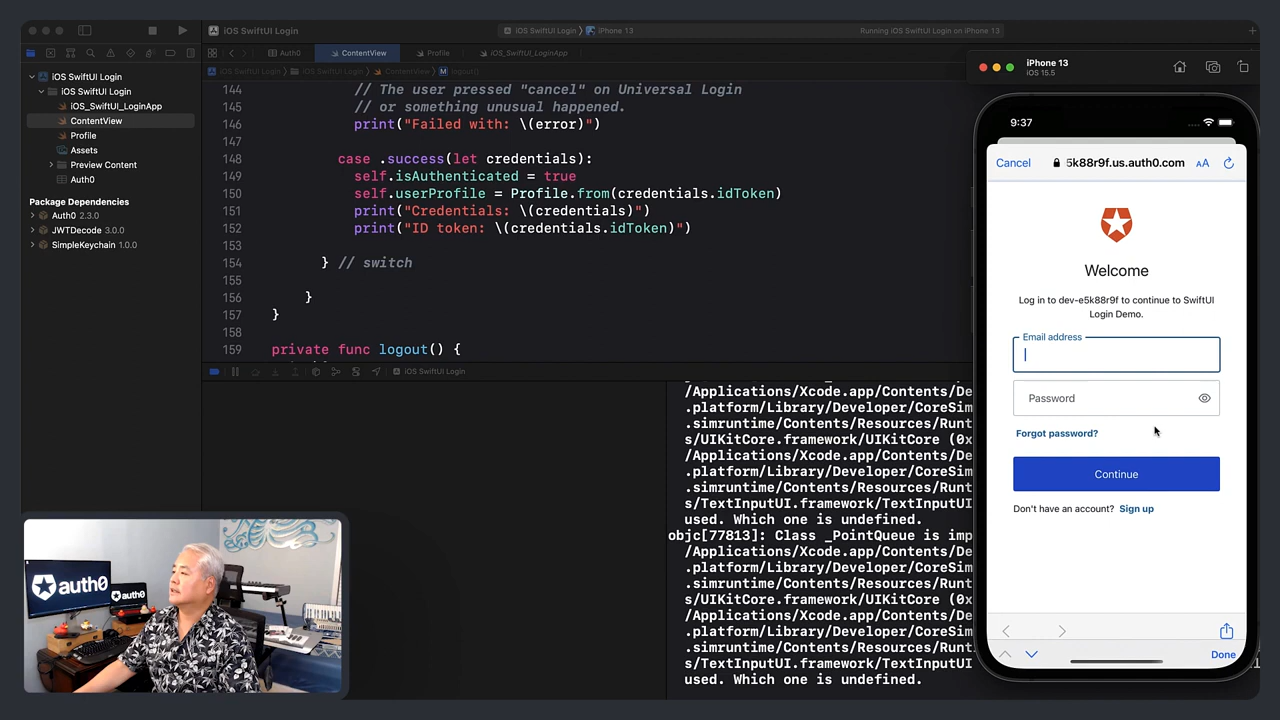 iOS SwiftUI Login
iOS SwiftUI Login
iPhone 13
Running iOS SwiftUI Login on iPhone 13
Auth0
ContentView
Profile
iOS_SwiftUI_LoginApp
iOS SwiftUI Login
iOS SwiftUI Login
ContentView
M logout()
iOS SwiftUI Login
iOS SwiftUI Login
iOS_SwiftUI_LoginApp
ContentView
Profile
Assets
Preview Content
Auth0
Package Dependencies
Auth0 2.3.0
JWTDecode 3.0.0
SimpleKeychain 1.0.0
144 // The user pressed "cancel" on Universal Login
145 // or something unusual happened.
146 print("Failed with: \(error)")
147
148 case .success(let credentials):
149 self.isAuthenticated = true
150 self.userProfile = Profile.from(credentials.idToken)
151 print("Credentials: \(credentials)")
152 print("ID token: \(credentials.idToken)")
153
154 } // switch
155
156 }
157 }
158
159 private func logout() {
iOS SwiftUI Login
/Applications/Xcode.app/Contents/De
.platform/Library/Developer/CoreSim
.simruntime/Contents/Resources/Runt
s/UIKitCore.framework/UIKitCore (0x
/Applications/Xcode.app/Contents/De
.platform/Library/Developer/CoreSim
.simruntime/Contents/Resources/Runt
s/TextInputUI.framework/TextInputUI
used. Which one is undefined.
objc[77813]: Class _PointQueue is imp
/Applications/Xcode.app/Contents/De
.platform/Library/Developer/CoreSim
.simruntime/Contents/Resources/Runt
s/UIKitCore.framework/UIKitCore (0x
/Applications/Xcode.app/Contents/De
.platform/Library/Developer/CoreSim
.simruntime/Contents/Resources/Runt
s/TextInputUI.framework/TextInputUI
used. Which one is undefined.
iPhone 13
iOS 15.5
9:37
Cancel
5k88r9f.us.auth0.com
AA
Welcome
Log in to dev-e5k88r9f to continue to SwiftUI
Login Demo.
Email address
Password
Forgot password?
Continue
Don't have an account? Sign up
Done
auth0
auth0